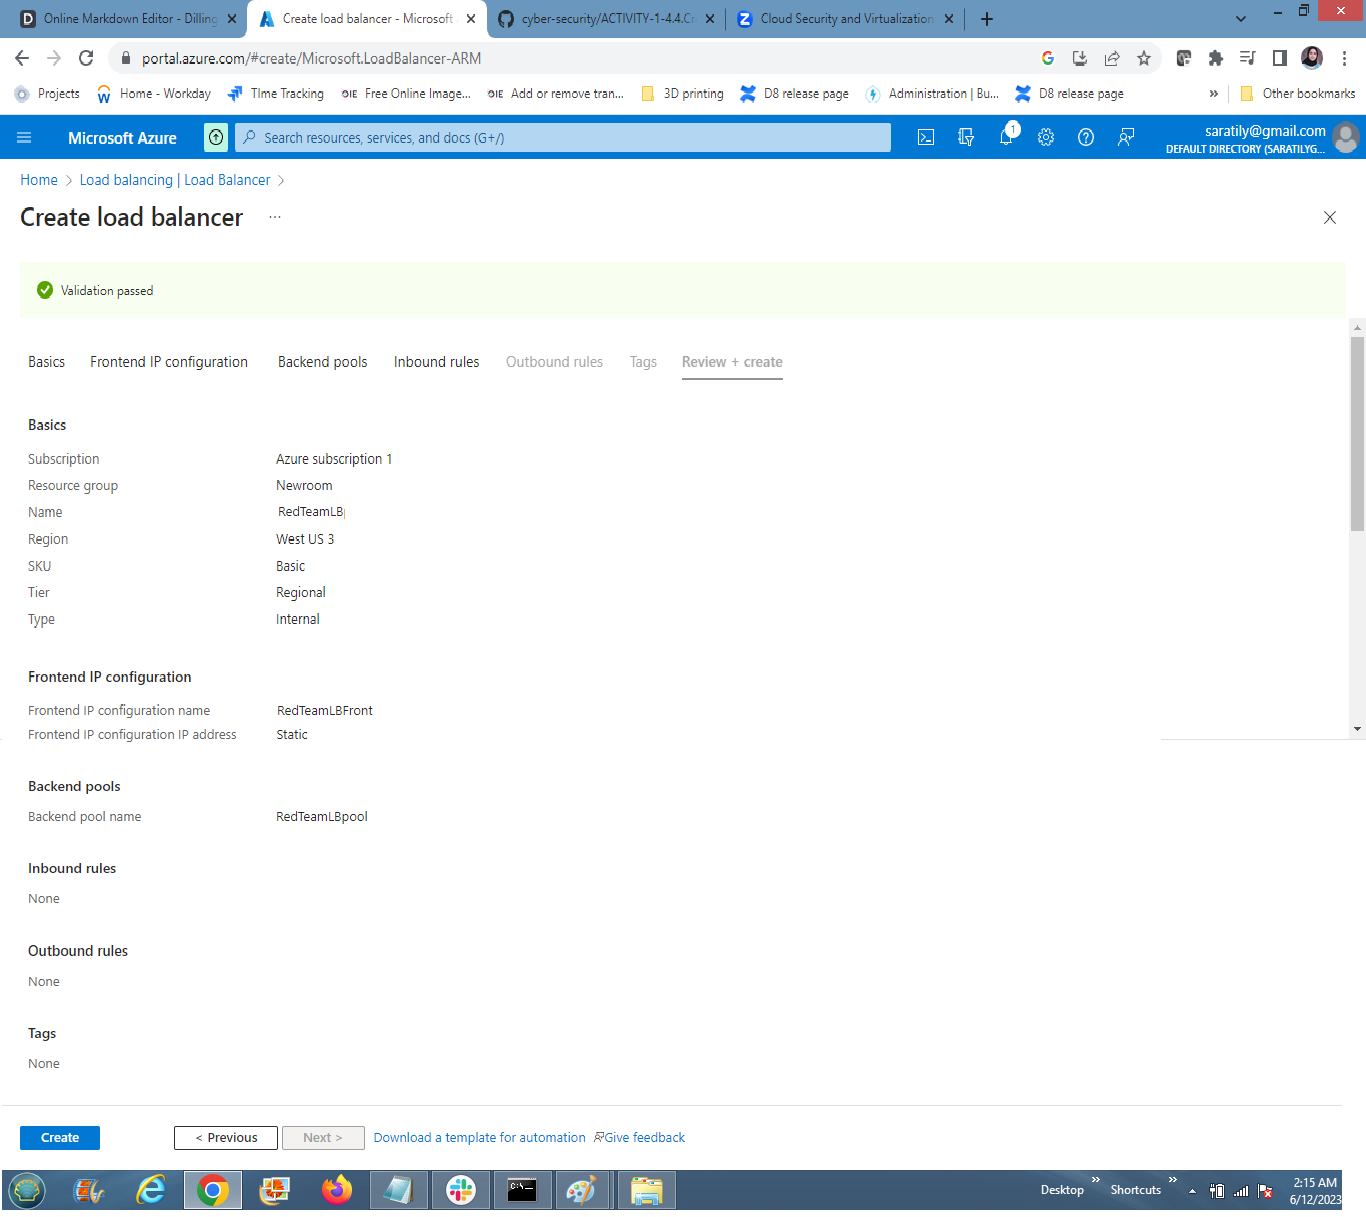 Online Markdown Editor - Dilling
Create load balancer - Microsoft
cyber-security/ACTIVITY-1-4.4.Cr
Cloud Security and Virtualization
portal.azure.com/#create/Microsoft.LoadBalancer-ARM
Projects
Home - Workday
TIme Tracking
OIE Free Online Image...
OIE Add or remove tran...
3D printing
D8 release page
Administration | Bu...
D8 release page
Other bookmarks
Microsoft Azure
Search resources, services, and docs (G+/)
1
saratily@gmail.com
DEFAULT DIRECTORY (SARATILYG...
Home > Load balancing | Load Balancer >
Create load balancer ...
Validation passed
Basics Frontend IP configuration Backend pools Inbound rules Outbound rules Tags Review + create
Basics
Subscription Azure subscription 1
Resource group Newroom
Name RedTeamLB
Region West US 3
SKU Basic
Tier Regional
Type Internal
Frontend IP configuration
Frontend IP configuration name RedTeamLBFront
Frontend IP configuration IP address Static
Backend pools
Backend pool name RedTeamLBpool
Inbound rules
None
Outbound rules
None
Tags
None
Create < Previous Next > Download a template for automation Give feedback
Desktop » Shortcuts »
2:15 AM
6/12/2023